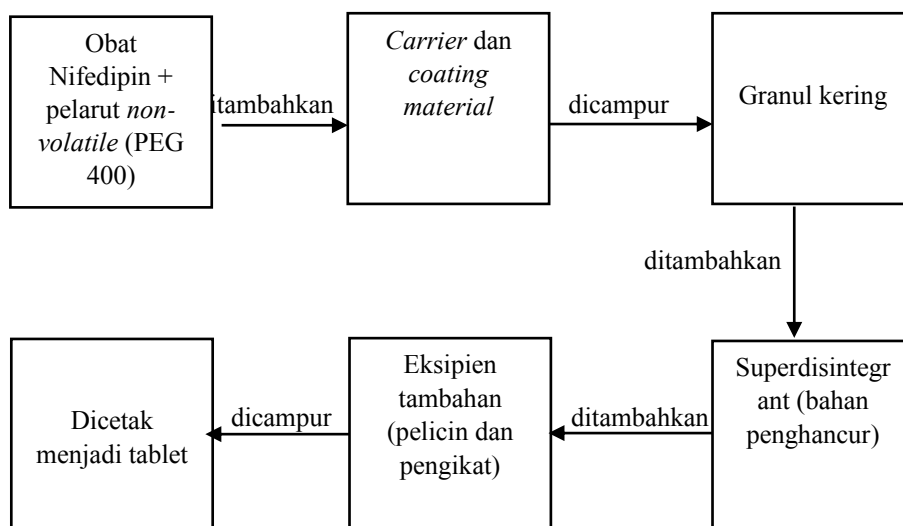 Obat
Nifedipin +
pelarut non-
volatile (PEG
400)
itambahkan
Carrier dan
coating
material
dicampur
Granul kering
ditambahkan
Superdisintegr
ant (bahan
penghancur)
ditambahkan
Eksipien
tambahan
(pelicin dan
pengikat)
dicampur
Dicetak
menjadi tablet